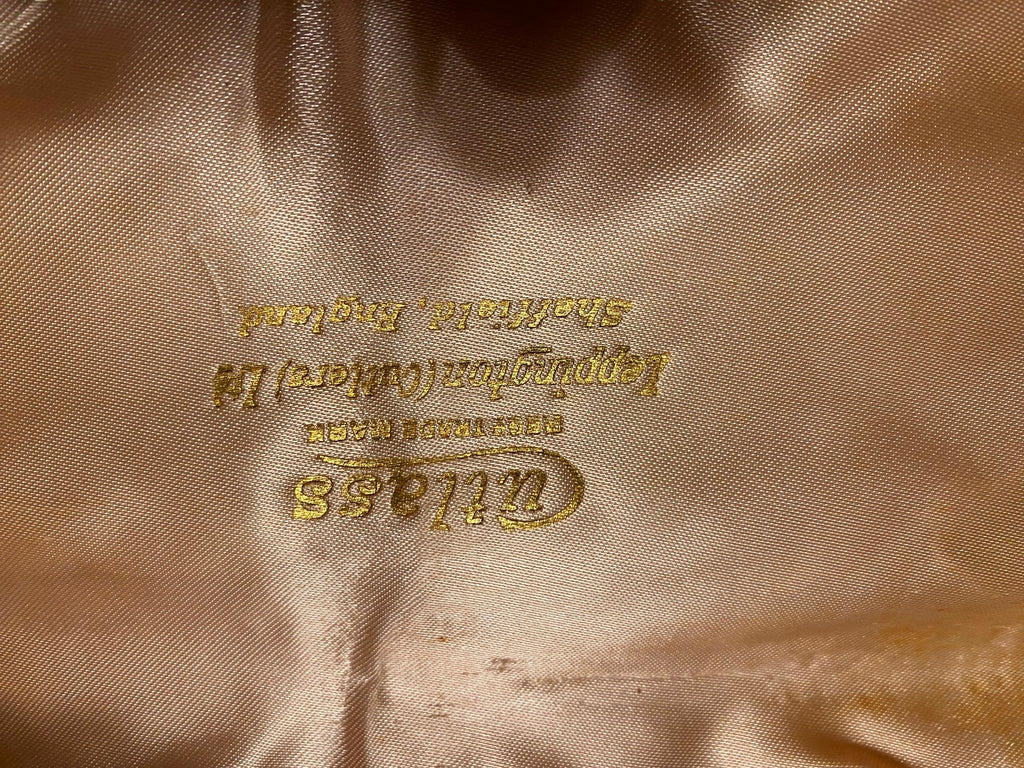 Cutlass
REGD TRADE MARK
Leppington (Cutlers) Ltd
Sheffield, England